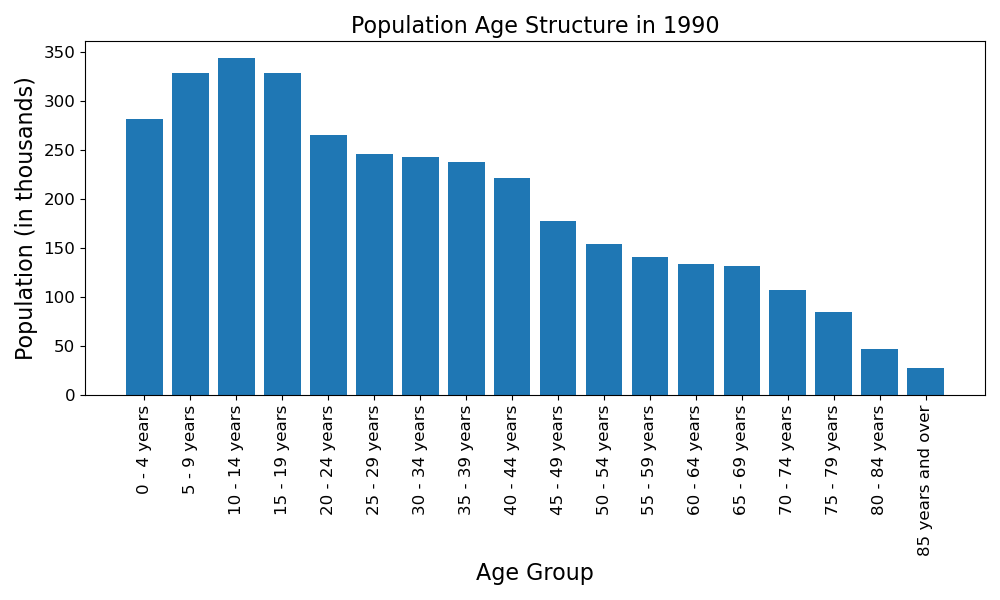 Population Age Structure in 1990
Population (in thousands)
350
300
250
200
150
100
50
0
0 - 4 years
5 - 9 years
10 - 14 years
15 - 19 years
20 - 24 years
25 - 29 years
30 - 34 years
35 - 39 years
40 - 44 years
45 - 49 years
50 - 54 years
55 - 59 years
60 - 64 years
65 - 69 years
70 - 74 years
75 - 79 years
80 - 84 years
85 years and over
Age Group